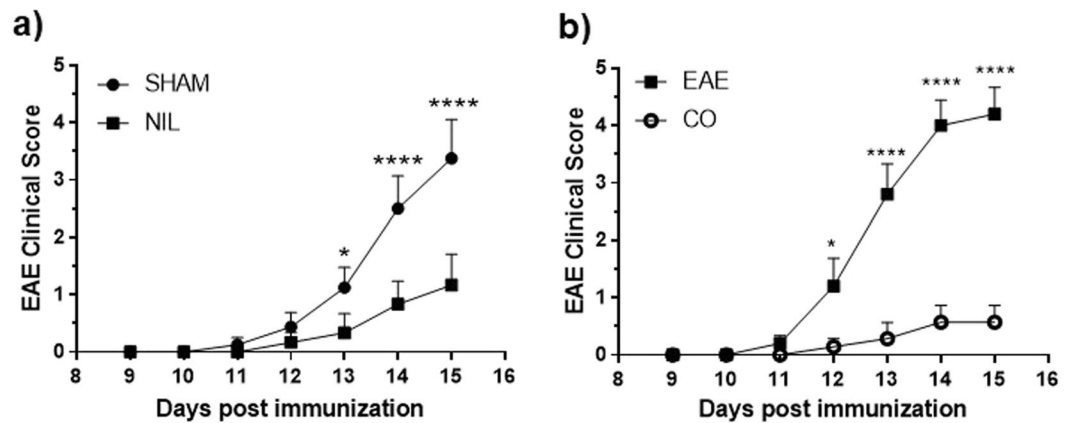 a)
5
4
3
2
1
0
EAE Clinical Score
SHAM
NIL
*
****
****
8 9 10 11 12 13 14 15 16
Days post immunization
b)
5
4
3
2
1
0
EAE Clinical Score
EAE
CO
*
****
****
****
8 9 10 11 12 13 14 15 16
Days post immunization